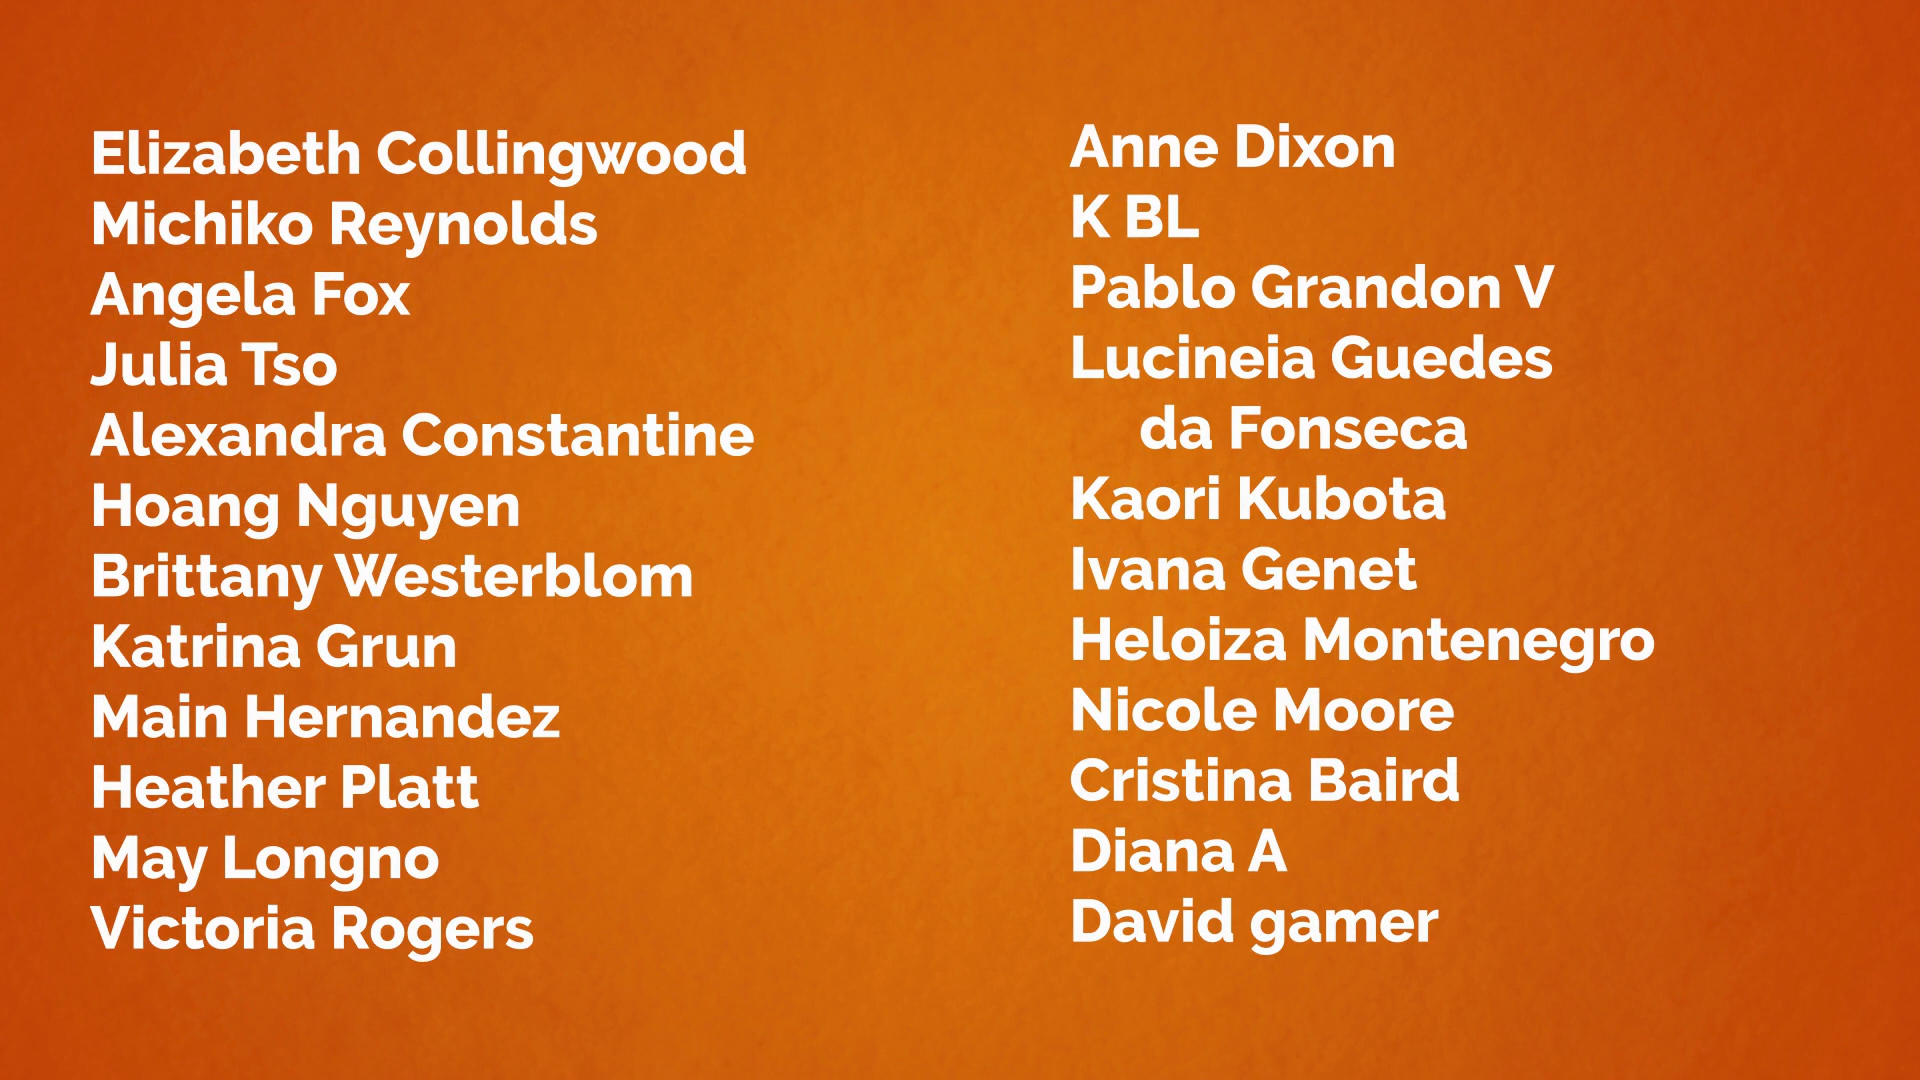 Elizabeth Collingwood
Michiko Reynolds
Angela Fox
Julia Tso
Alexandra Constantine
Hoang Nguyen
Brittany Westerblom
Katrina Grun
Main Hernandez
Heather Platt
May Longno
Victoria Rogers
Anne Dixon
K BL
Pablo Grandon V
Lucineia Guedes
da Fonseca
Kaori Kubota
Ivana Genet
Heloiza Montenegro
Nicole Moore
Cristina Baird
Diana A
David gamer